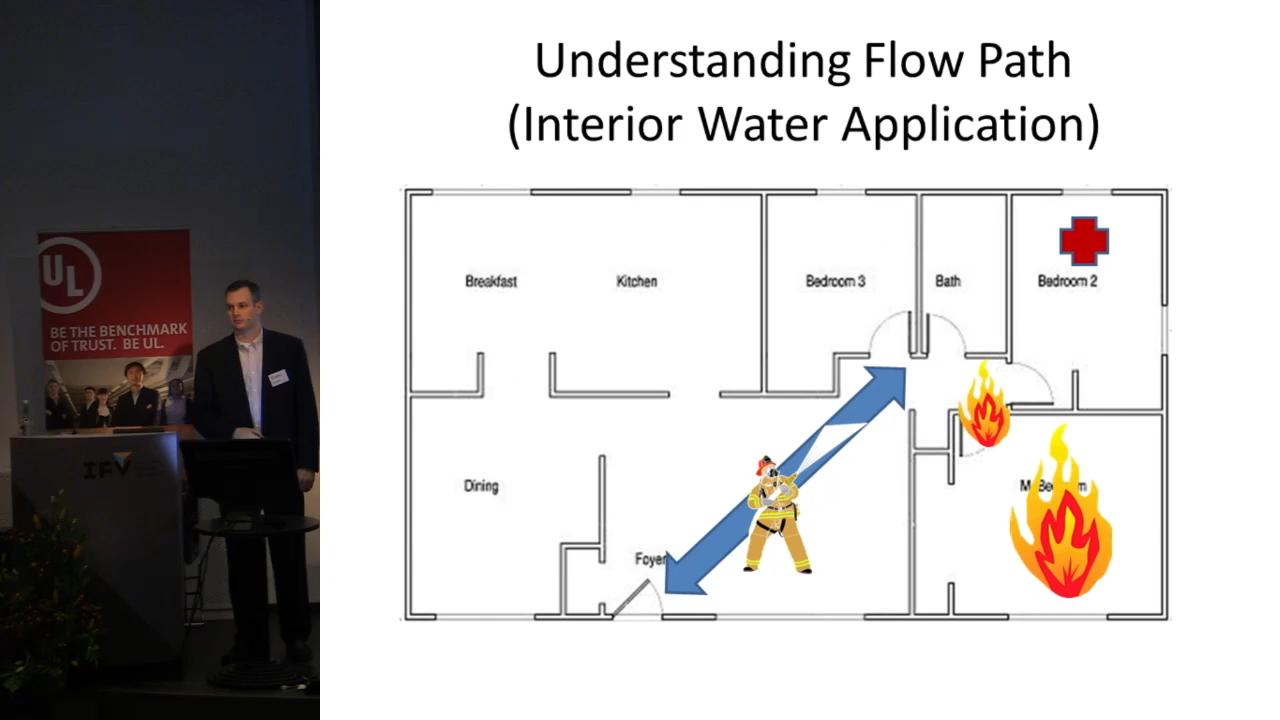 Understanding Flow Path
(Interior Water Application)
Breakfast
Kitchen
Bedroom 3
Bath
Bedroom 2
Dining
Foyer
UL
BE THE BENCHMARK
OF TRUST. BE UL.
IFV